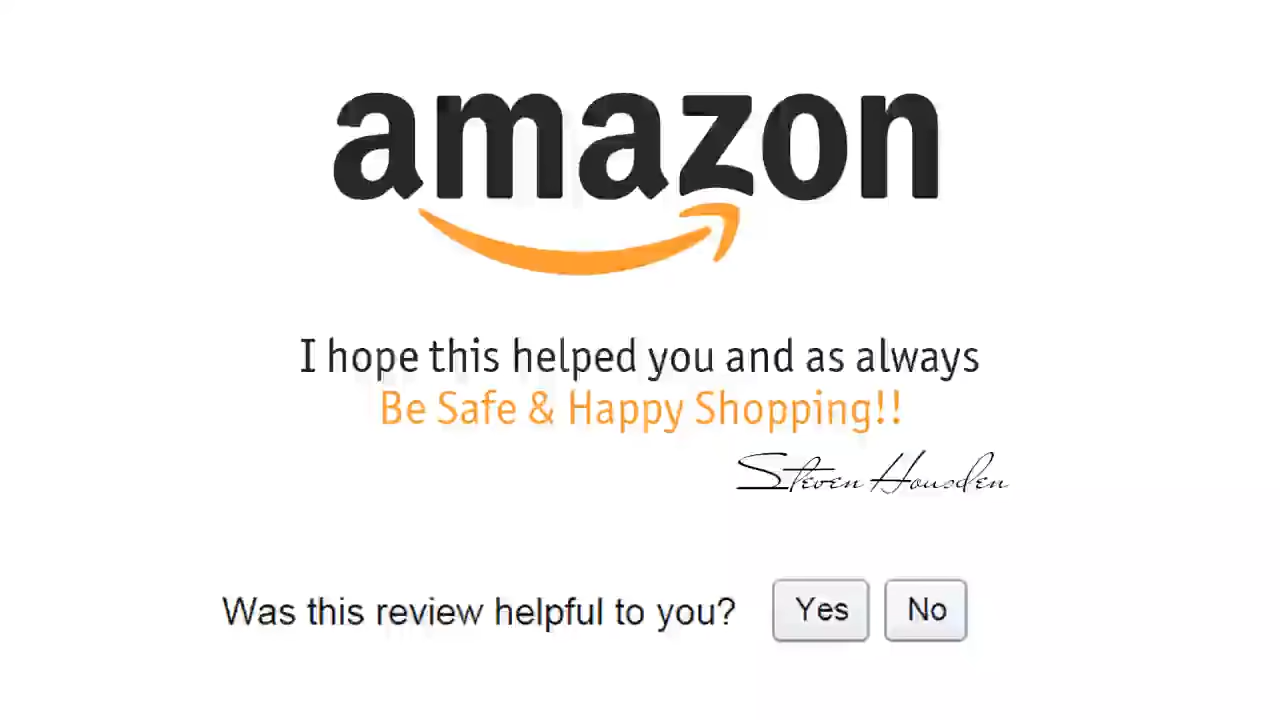 amazon
I hope this helped you and as always
Be Safe & Happy Shopping!!
Steven Housden
Was this review helpful to you? Yes No